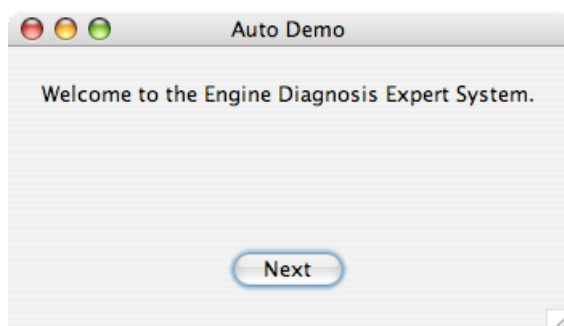 Auto Demo
Welcome to the Engine Diagnosis Expert System.
Next